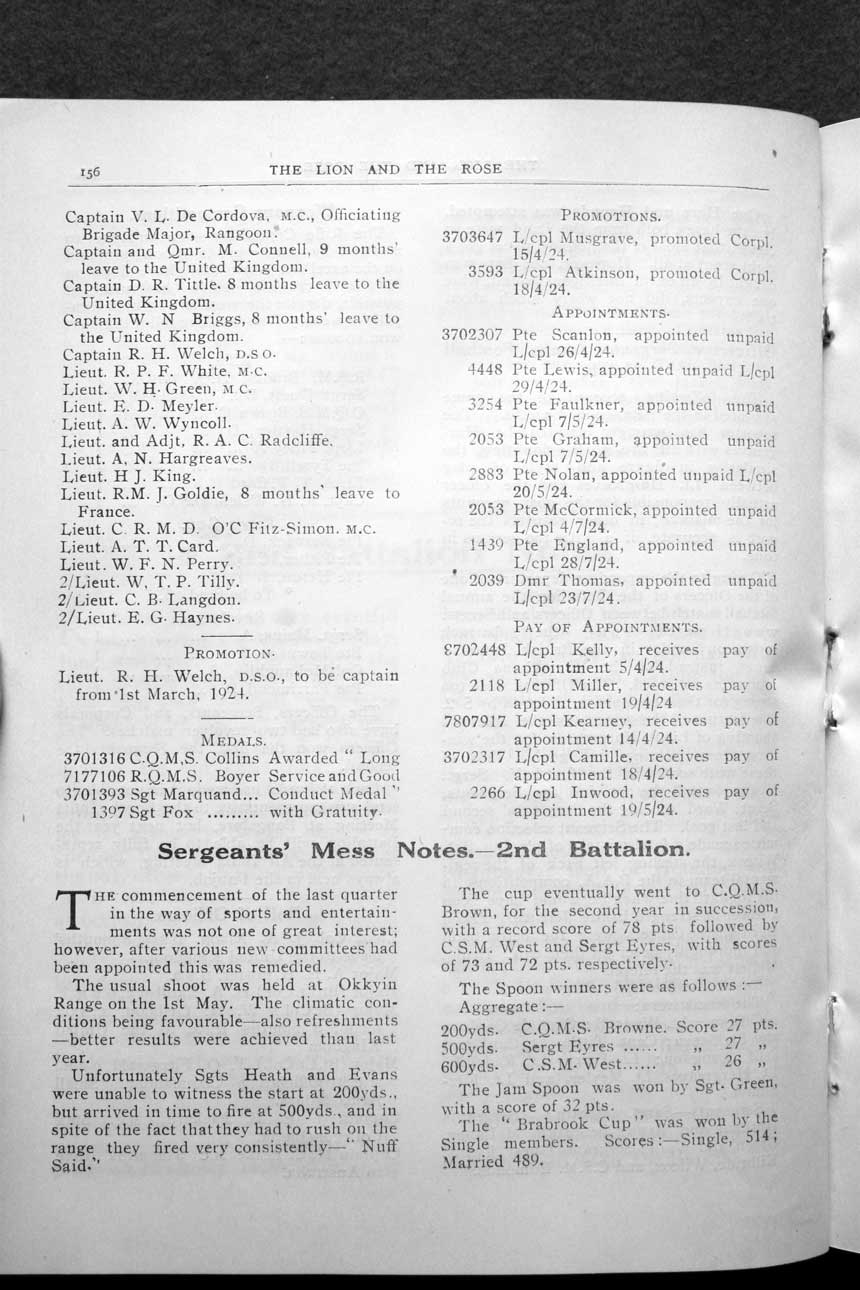 156 THE LION AND THE ROSE
Captain V. L. De Cordova, M.C., Officiating
Brigade Major, Rangoon.
Captain and Qmr. M. Connell, 9 months'
leave to the United Kingdom.
Captain D. R. Tittle. 8 months leave to the
United Kingdom.
Captain W. N Briggs, 8 months' leave to
the United Kingdom.
Captain R. H. Welch, D.S O.
Lieut. R. P. F. White, M.C.
Lieut. W. H. Green, M C.
Lieut. E. D. Meyler.
Lieut. A. W. Wyncoll.
Lieut. and Adjt, R. A. C. Radcliffe.
Lieut. A, N. Hargreaves.
Lieut. H J. King.
Lieut. R.M. J. Goldie, 8 months' leave to
France.
Lieut. C. R. M. D. O'C Fitz-Simon. M.C.
Lieut. A. T. T. Card.
Lieut. W. F. N. Perry.
2/Lieut. W, T. P. Tilly.
2/Lieut. C. B. Langdon.
2/Lieut. E. G. Haynes.
PROMOTION.
Lieut. R. H. Welch, D.S.O., to be captain
from 1st March, 1924.
MEDALS.
3701316 C.Q.M,S. Collins Awarded " Long
7177106 R.Q.M.S. Boyer Service and Good
3701393 Sgt Marquand... Conduct Medal "
1397 Sgt Fox ......... with Gratuity.
PROMOTIONS.
3703647 L/cpl Musgrave, promoted Corpl.
15/4/24.
3593 L/cpl Atkinson, promoted Corpl.
18/4/24.
APPOINTMENTS.
3702307 Pte Scanlon, appointed unpaid
L/cpl 26/4/24.
4448 Pte Lewis, appointed unpaid L/cpl
29/4/24.
3254 Pte Faulkner, appointed unpaid
L/cpl 7/5/24.
2053 Pte Graham, appointed unpaid
L/cpl 7/5/24.
2883 Pte Nolan, appointed unpaid L/cpl
20/5/24.
2053 Pte McCormick, appointed unpaid
L/cpl 4/7/24.
1439 Pte England, appointed unpaid
L/cpl 28/7/24.
2039 Dmr Thomas, appointed unpaid
L/cpl 23/7/24.
PAY OF APPOINTMENTS.
3702448 L/cpl Kelly, receives pay of
appointment 5/4/24.
2118 L/cpl Miller, receives pay of
appointment 19/4/24
7807917 L/cpl Kearney, receives pay of
appointment 14/4/24.
3702317 L/cpl Camille, receives pay of
appointment 18/4/24.
2266 L/cpl Inwood, receives pay of
appointment 19/5/24.
Sergeants' Mess Notes.—2nd Battalion.
THE commencement of the last quarter
in the way of sports and entertain-
ments was not one of great interest;
however, after various new committees had
been appointed this was remedied.
The usual shoot was held at Okkyin
Range on the 1st May. The climatic con-
ditions being favourable—also refreshments
—better results were achieved than last
year.
Unfortunately Sgts Heath and Evans
were unable to witness the start at 200yds.,
but arrived in time to fire at 500yds., and in
spite of the fact that they had to rush on the
range they fired very consistently—" Nuff
Said."
The cup eventually went to C.Q.M.S.
Brown, for the second year in succession,
with a record score of 78 pts followed by
C.S.M. West and Sergt Eyres, with scores
of 73 and 72 pts. respectively.
The Spoon winners were as follows :—
Aggregate :—
200yds. C.Q.M.S. Browne. Score 27 pts.
500yds. Sergt Eyres ...... ,, 27 ,,
600yds. C.S.M. West...... ,, 26 ,,
The Jam Spoon was won by Sgt. Green,
with a score of 32 pts.
The " Brabrook Cup" was won by the
Single members. Scores :—Single, 514;
Married 489.